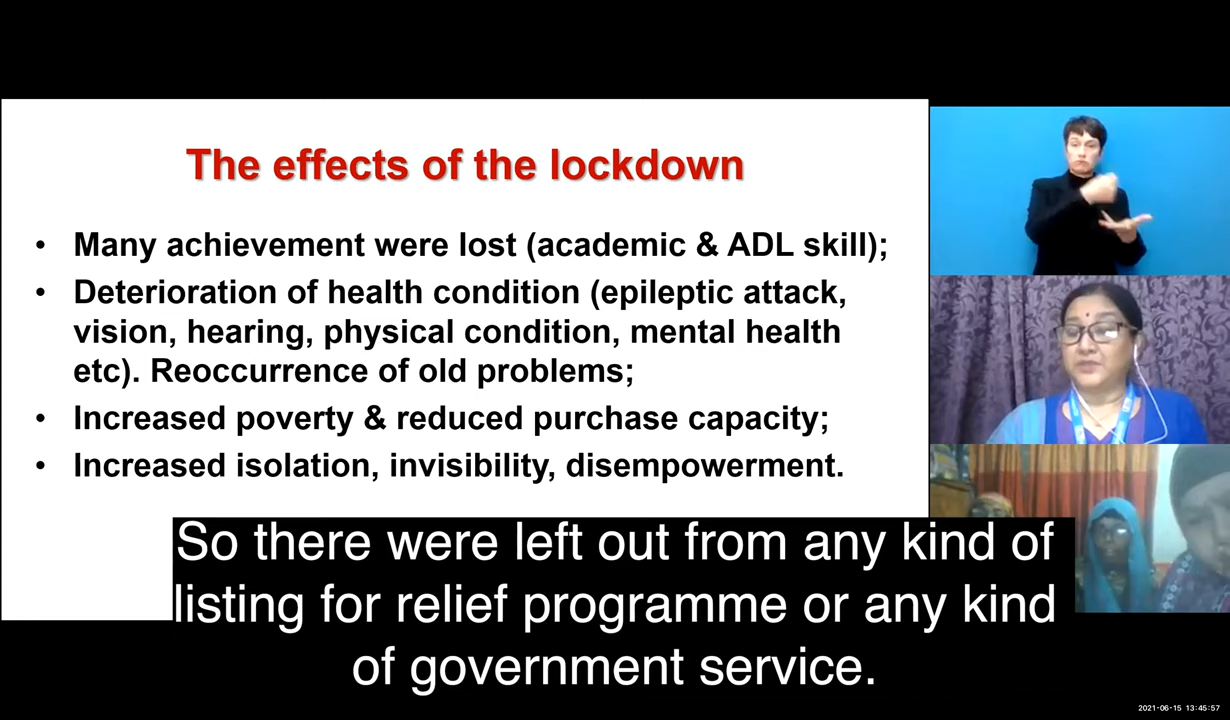 The effects of the lockdown
• Many achievement were lost (academic & ADL skill);
• Deterioration of health condition (epileptic attack,
vision, hearing, physical condition, mental health
etc). Reoccurrence of old problems;
• Increased poverty & reduced purchase capacity;
• Increased isolation, invisibility, disempowerment.
So there were left out from any kind of
listing for relief programme or any kind
of government service.
2021-06-15 13:45:57